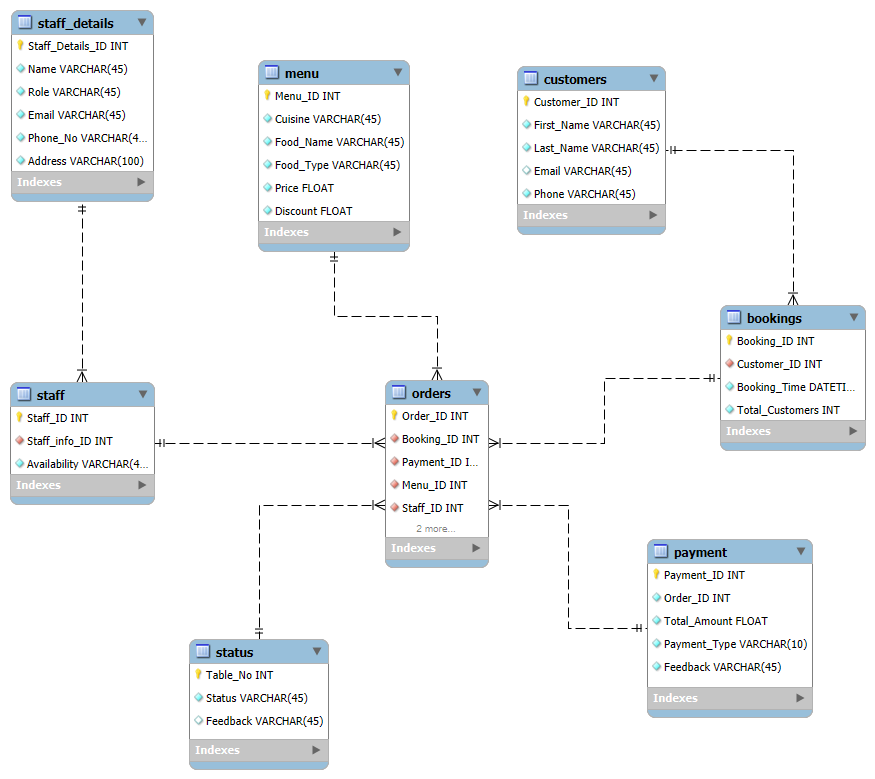 staff_details
Staff_Details_ID INT
Name VARCHAR(45)
Role VARCHAR(45)
Email VARCHAR(45)
Phone_No VARCHAR(4...
Address VARCHAR(100)
Indexes
menu
Menu_ID INT
Cuisine VARCHAR(45)
Food_Name VARCHAR(45)
Food_Type VARCHAR(45)
Price FLOAT
Discount FLOAT
Indexes
customers
Customer_ID INT
First_Name VARCHAR(45)
Last_Name VARCHAR(45)
Email VARCHAR(45)
Phone VARCHAR(45)
Indexes
bookings
Booking_ID INT
Customer_ID INT
Booking_Time DATETI...
Total_Customers INT
Indexes
staff
Staff_ID INT
Staff_info_ID INT
Availability VARCHAR(4...
Indexes
orders
Order_ID INT
Booking_ID INT
Payment_ID I...
Menu_ID INT
Staff_ID INT
2 more...
Indexes
payment
Payment_ID INT
Order_ID INT
Total_Amount FLOAT
Payment_Type VARCHAR(10)
Feedback VARCHAR(45)
Indexes
status
Table_No INT
Status VARCHAR(45)
Feedback VARCHAR(45)
Indexes